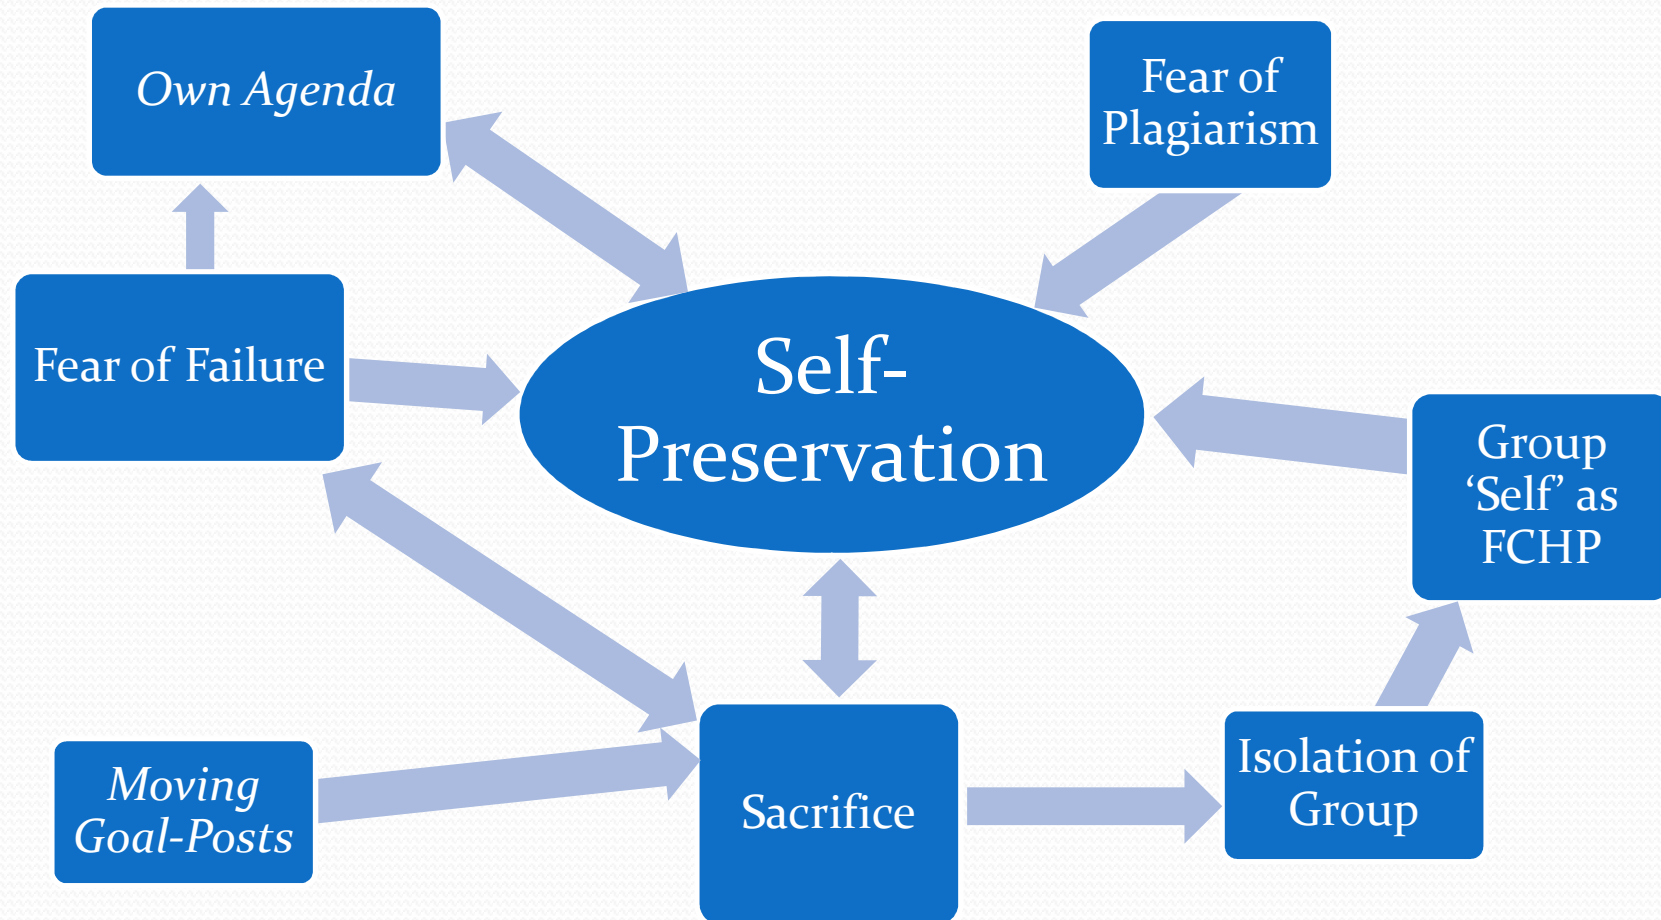 Own Agenda
Fear of
Plagiarism
Fear of Failure
Self-
Preservation
Group
‘Self’ as
FCHP
Moving
Goal-Posts
Sacrifice
Isolation of
Group